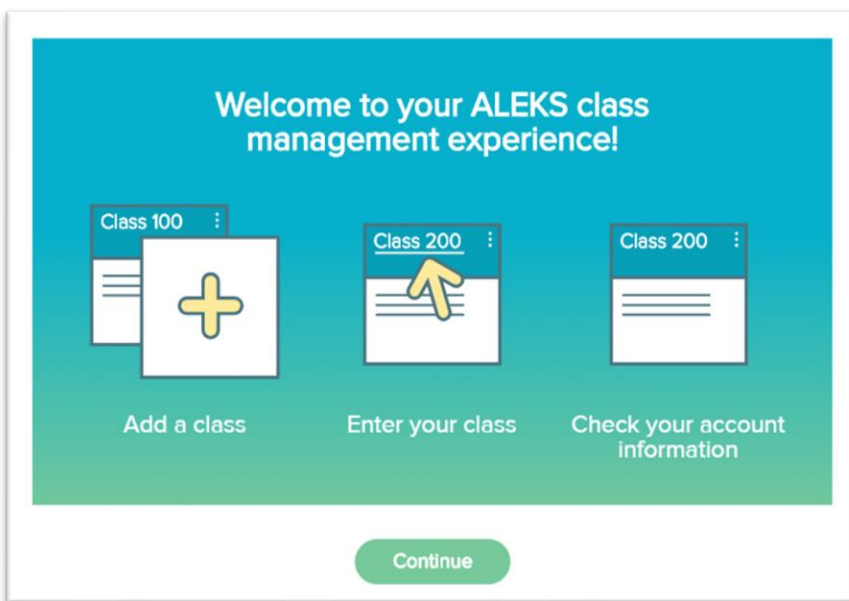 Welcome to your ALEKS class
management experience!
Class 100
Class 200
Class 200
Add a class
Enter your class
Check your account
information
Continue